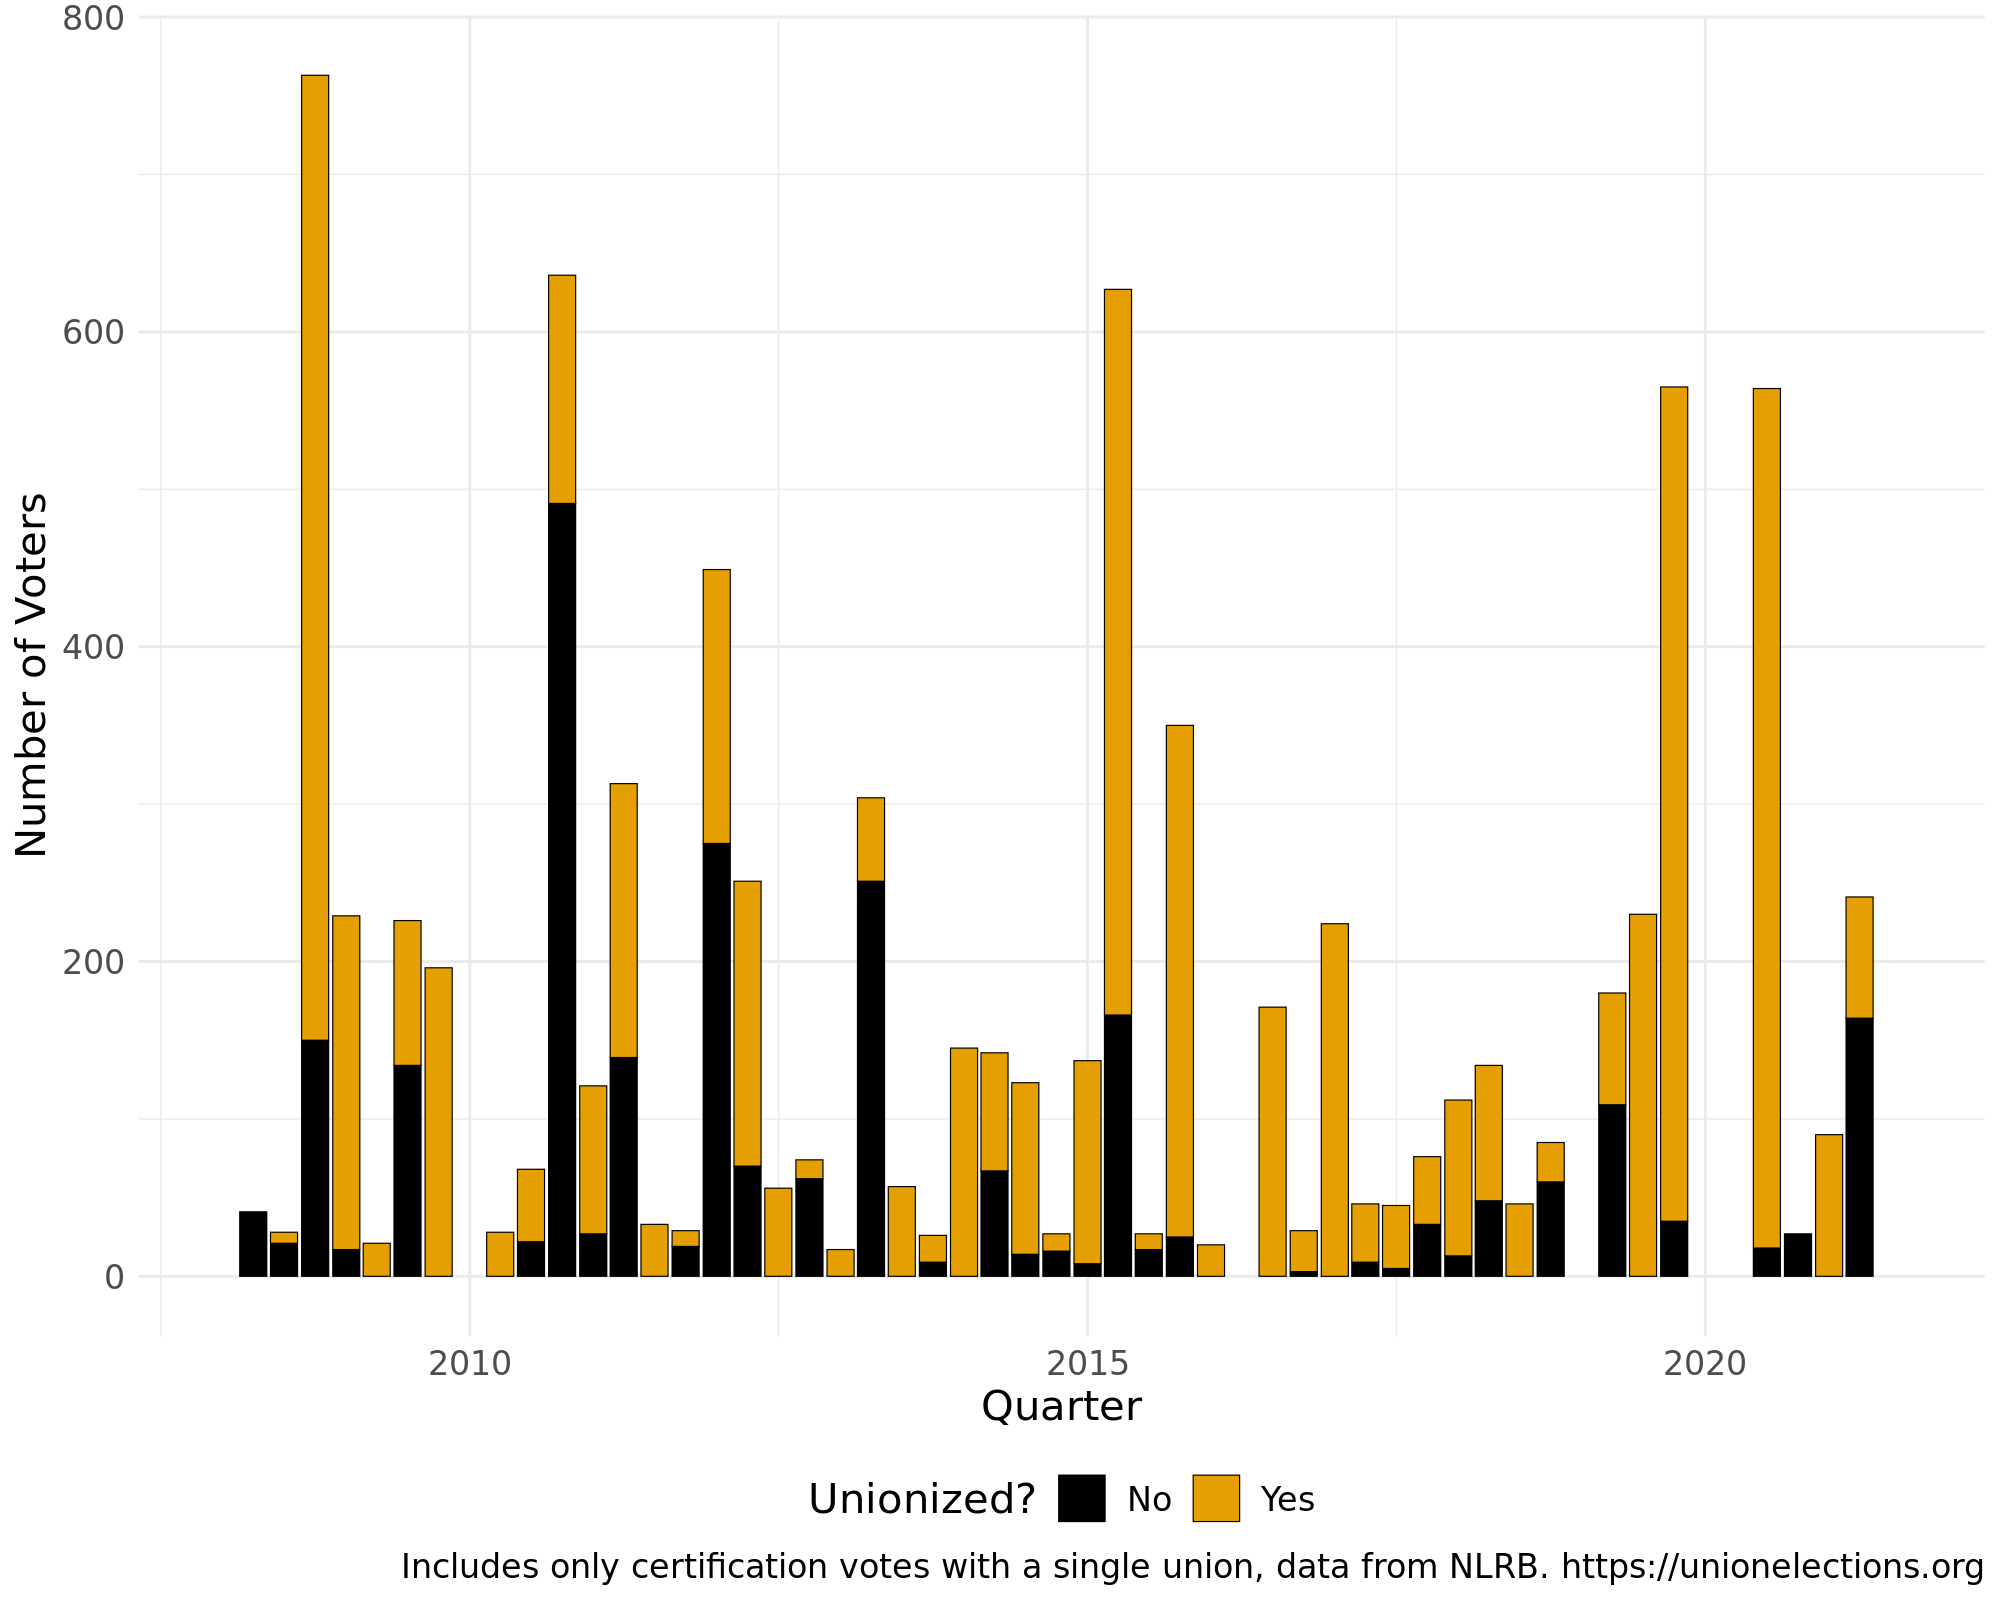 800
600
400
200
0
Number of Voters
2010 2015 2020
Quarter
Unionized? No Yes
Includes only certification votes with a single union, data from NLRB. https://unionelections.org